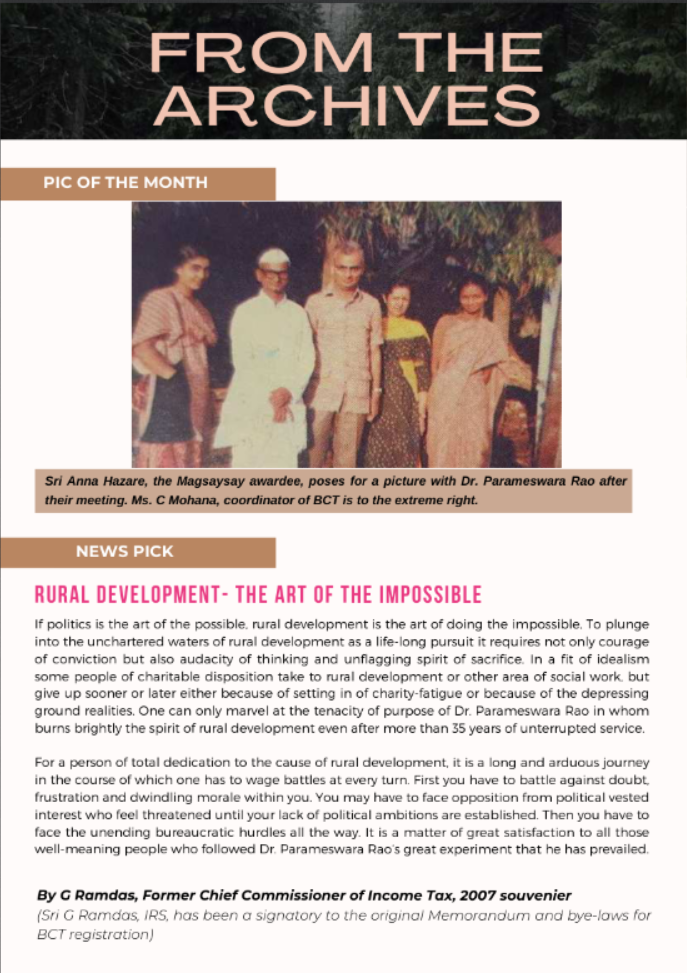 FROM THE
ARCHIVES
PIC OF THE MONTH
Sri Anna Hazare, the Magsaysay awardee, poses for a picture with Dr. Parameswara Rao after
their meeting. Ms. C Mohana, coordinator of BCT is to the extreme right.
NEWS PICK
RURAL DEVELOPMENT- THE ART OF THE IMPOSSIBLE
If politics is the art of the possible, rural development is the art of doing the impossible. To plunge
into the unchartered waters of rural development as a life-long pursuit it requires not only courage
of conviction but also audacity of thinking and unflagging spirit of sacrifice. In a fit of idealism
some people of charitable disposition take to rural development or other area of social work, but
give up sooner or later either because of setting in of charity-fatigue or because of the depressing
ground realities. One can only marvel at the tenacity of purpose of Dr. Parameswara Rao in whom
burns brightly the spirit of rural development even after more than 35 years of unterrupted service.
For a person of total dedication to the cause of rural development, it is a long and arduous journey
in the course of which one has to wage battles at every turn. First you have to battle against doubt,
frustration and dwindling morale within you. You may have to face opposition from political vested
interest who feel threatened until your lack of political ambitions are established. Then you have to
face the unending bureaucratic hurdles all the way. It is a matter of great satisfaction to all those
well-meaning people who followed Dr. Parameswara Rao's great experiment that he has prevailed.
By G Ramdas, Former Chief Commissioner of Income Tax, 2007 souvenier
(Sri G Ramdas, IRS, has been a signatory to the original Memorandum and bye-laws for
BCT registration)